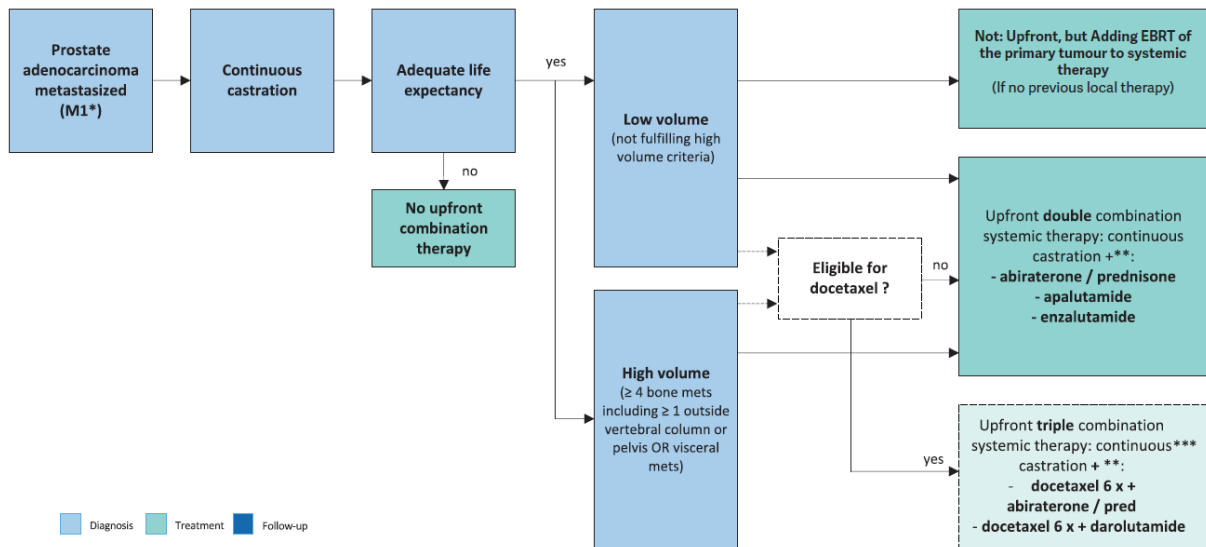 Prostate
adenocarcinoma
metastasized
(M1*)
Continuous
castration
Adequate life
expectancy
yes
no
No upfront
combination
therapy
Low volume
(not fulfilling high
volume criteria)
High volume
(≥ 4 bone mets
including ≥ 1 outside
vertebral column or
pelvis OR visceral
mets)
Eligible for
docetaxel ?
no
yes
Not: Upfront, but Adding EBRT of
the primary tumour to systemic
therapy
(If no previous local therapy)
Upfront double combination
systemic therapy: continuous
castration +**:
- abiraterone / prednisone
- apalutamide
- enzalutamide
Upfront triple combination
systemic therapy: continuous***
castration + **:
- docetaxel 6 x +
abiraterone / pred
- docetaxel 6 x + darolutamide
Diagnosis
Treatment
Follow-up